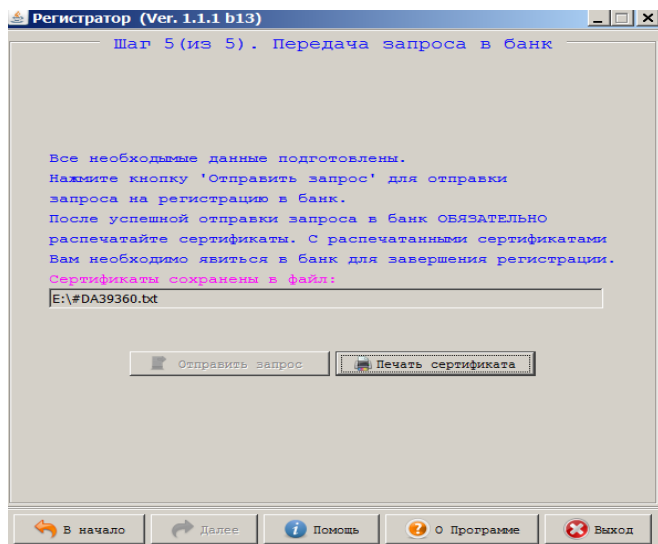 Регистратор (Ver. 1.1.1 b13)
Шаг 5(из 5). Передача запроса в банк
Все необходымые данные подготовлены.
Нажмите кнопку 'Отправить запрос' для отправки
запроса на регистрацию в банк.
После успешной отправки запроса в банк ОБЯЗАТЕЛЬНО
распечатайте сертификаты. С распечатанными сертификатами
Вам необходимо явиться в банк для завершения регистрации.
Сертификаты сохранены в файл:
E:\#DA39360.txt
Отправить запрос Печать сертификата
В начало Далее Помощь О Программе Выход